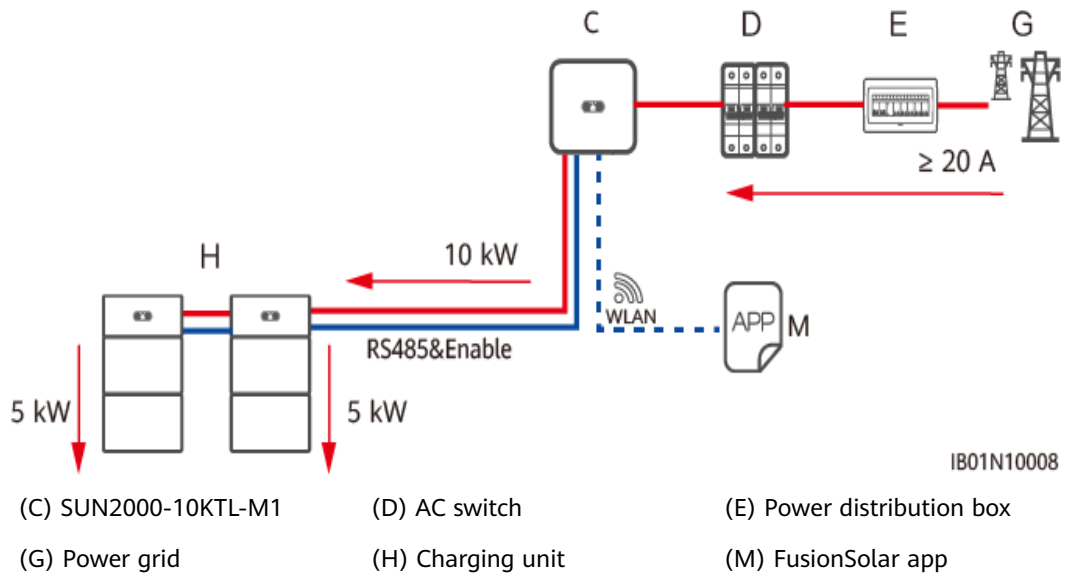 C D E G
≥ 20 A
H 10 kW
WLAN APP M
RS485&Enable
5 kW 5 kW
IB01N10008
(C) SUN2000-10KTL-M1 (D) AC switch (E) Power distribution box
(G) Power grid (H) Charging unit (M) FusionSolar app